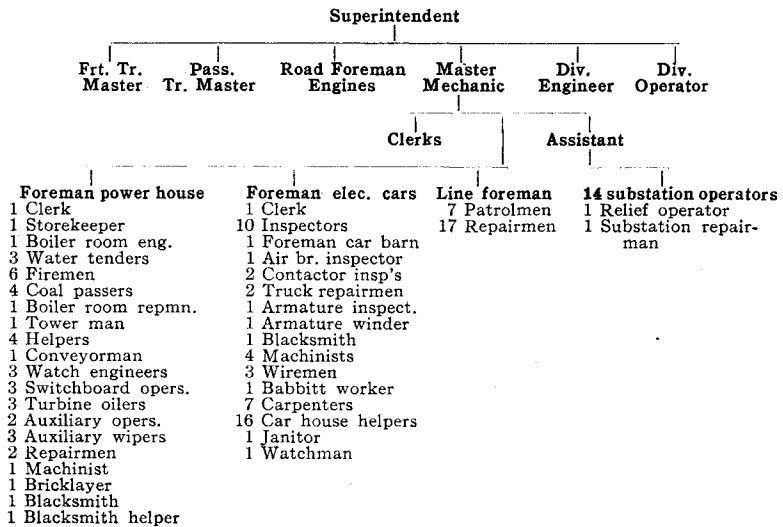 Superintendent
Frt. Tr. Master
Pass. Tr. Master
Road Foreman Engines
Master Mechanic
Div. Engineer
Div. Operator
Clerks
Assistant
Foreman power house
1 Clerk
1 Storekeeper
1 Boiler room eng.
3 Water tenders
6 Firemen
4 Coal passers
1 Boiler room repmn.
1 Tower man
4 Helpers
1 Conveyorman
3 Watch engineers
3 Switchboard opers.
3 Turbine oilers
2 Auxiliary opers.
3 Auxiliary wipers
2 Repairmen
1 Machinist
1 Bricklayer
1 Blacksmith
1 Blacksmith helper
Foreman elec. cars
1 Clerk
10 Inspectors
1 Foreman car barn
1 Air br. inspector
2 Contactor insp's
2 Truck repairmen
1 Armature inspect.
1 Armature winder
1 Blacksmith
4 Machinists
3 Wiremen
1 Babbitt worker
7 Carpenters
16 Car house helpers
1 Janitor
1 Watchman
Line foreman
7 Patrolmen
17 Repairmen
14 substation operators
1 Relief operator
1 Substation repair-
man